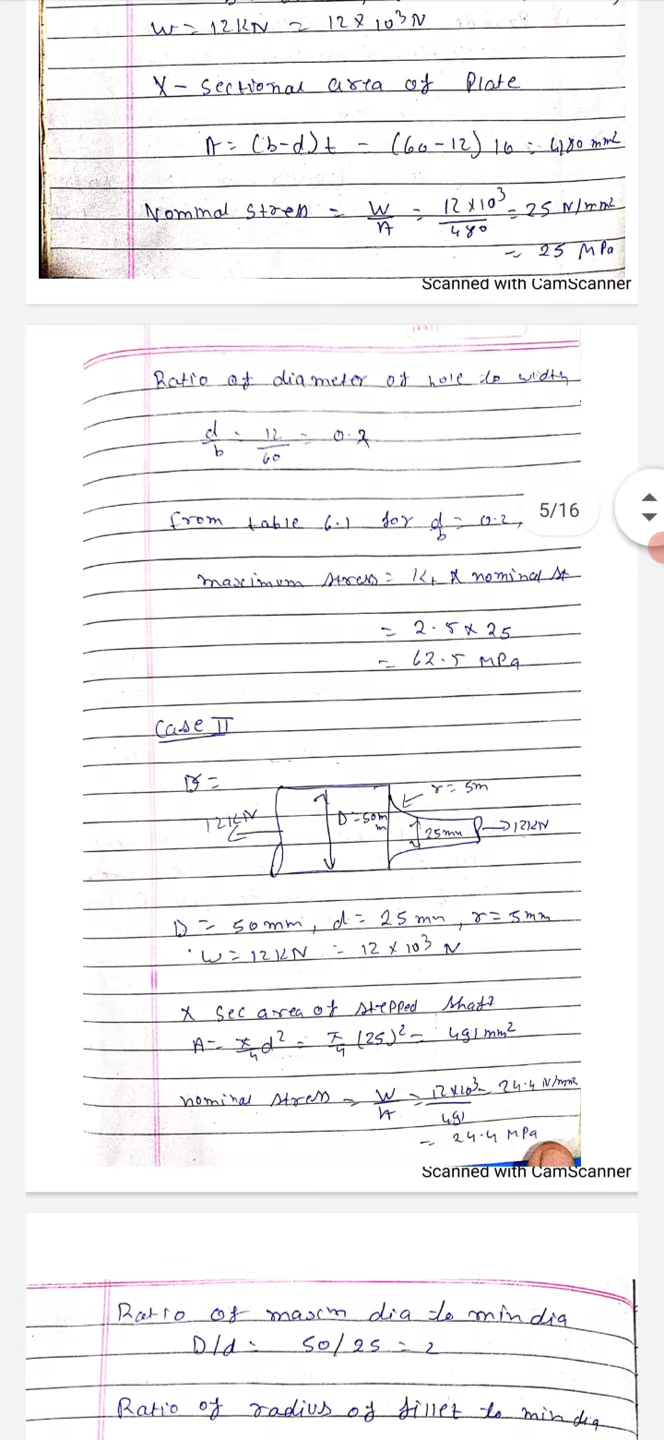 W = 12KN = 12 x 10³ N
X - Sectional area of Plate
A = (b-d)t = (60-12) 10 = 480 mm²
Nominal Stress = W/A = 12 x10³/480 = 25 N/mm²
= 25 MPa
Scanned with CamScanner
Ratio of diameter of hole to width
d/b = 12/60 = 0.2
from table 6.1 for d/b = 0.2,
5/16
maximum stress = Kt x nominal st
= 2.5 x 25
= 62.5 MPa
Case II
D =
r = 5m
12KN
D=50m
m
25mm
12KN
D = 50mm, d = 25 mm, r = 5mm
W = 12KN = 12 x 10³ N
X Sec area of stepped shaft
A = π/4 d² = π/4 (25)² = 491 mm²
nominal stress = W/A = 12x10³/491 = 24.4 N/mm²
= 24.4 MPa
Scanned with CamScanner
Ratio of maxm dia to min dia
D/d = 50/25 = 2
Ratio of radius of fillet to min dia